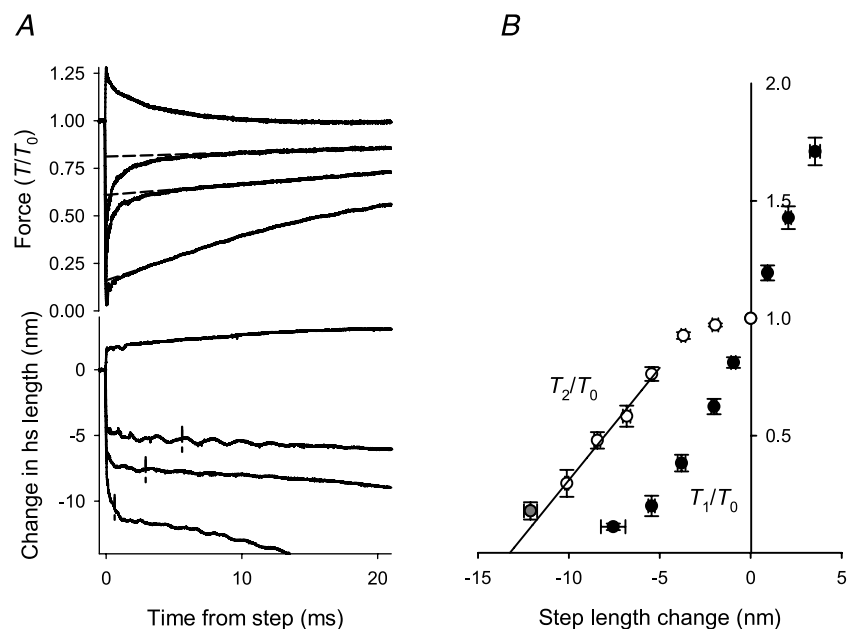 A
B
1.25
1.00
0.75
0.50
0.25
0.00
Force (T/T0)
0
-5
-10
Change in hs length (nm)
0
10
20
Time from step (ms)
2.0
1.5
1.0
0.5
T2/T0
T1/T0
-15
-10
-5
0
5
Step length change (nm)